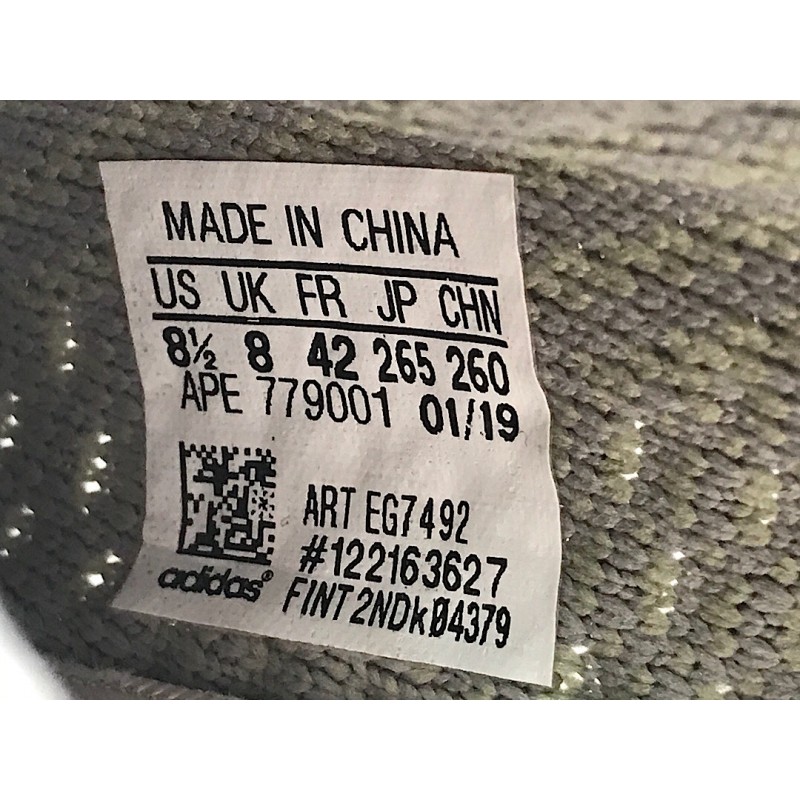 MADE IN CHINA
US UK FR JP CHN
8½ 8 42 265 260
APE 779001 01/19
ART EG7492
#122163627
adidas®
FINT2NDK04379